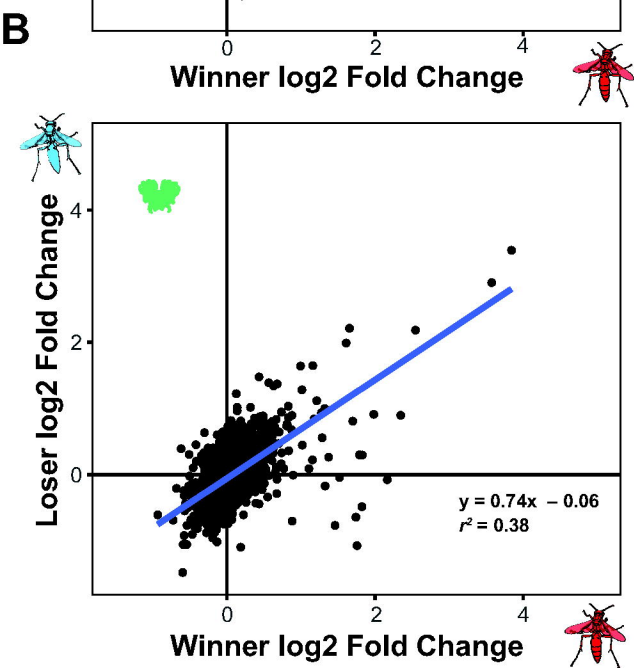 B
0 2 4
Winner log2 Fold Change
Loser log2 Fold Change
4
2
0
y = 0.74x – 0.06
r² = 0.38
0 2 4
Winner log2 Fold Change